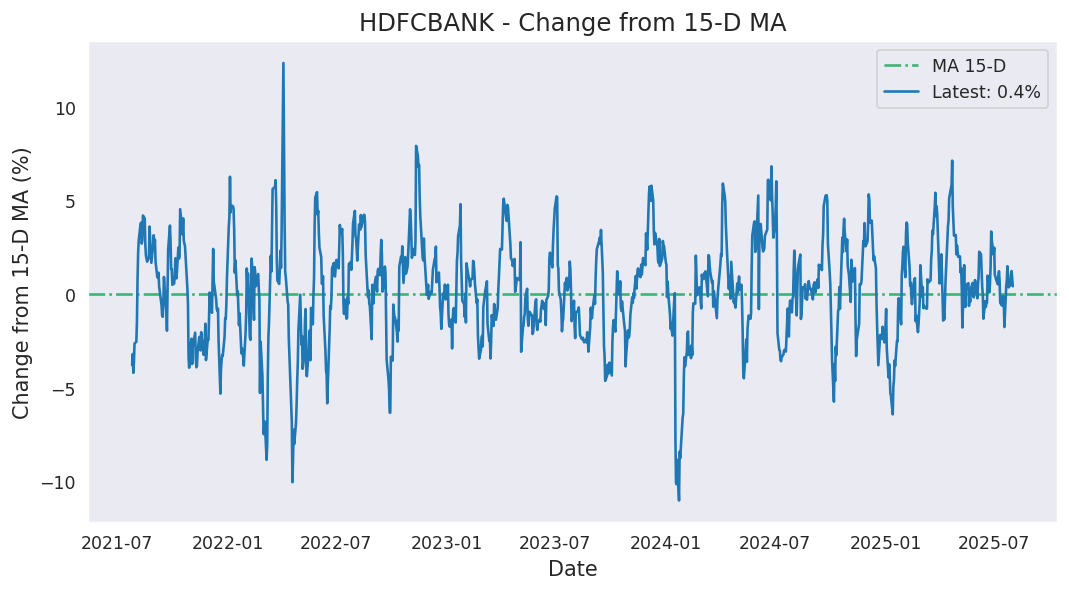 HDFCBANK - Change from 15-D MA
MA 15-D
Latest: 0.4%
Change from 15-D MA (%)
10
5
0
−5
−10
2021-07 2022-01 2022-07 2023-01 2023-07 2024-01 2024-07 2025-01 2025-07
Date